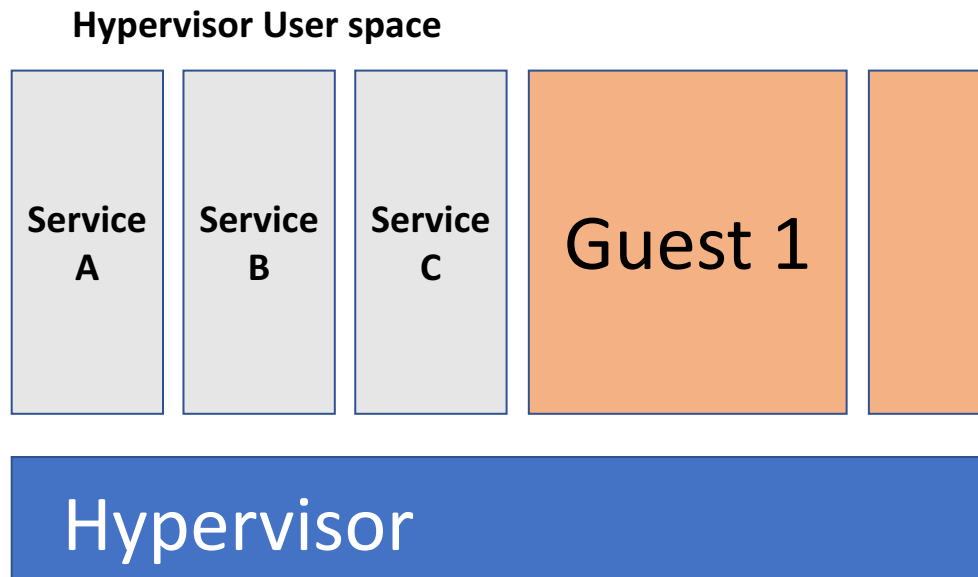 Hypervisor User space
Service
A
Service
B
Service
C
Guest 1
Hypervisor